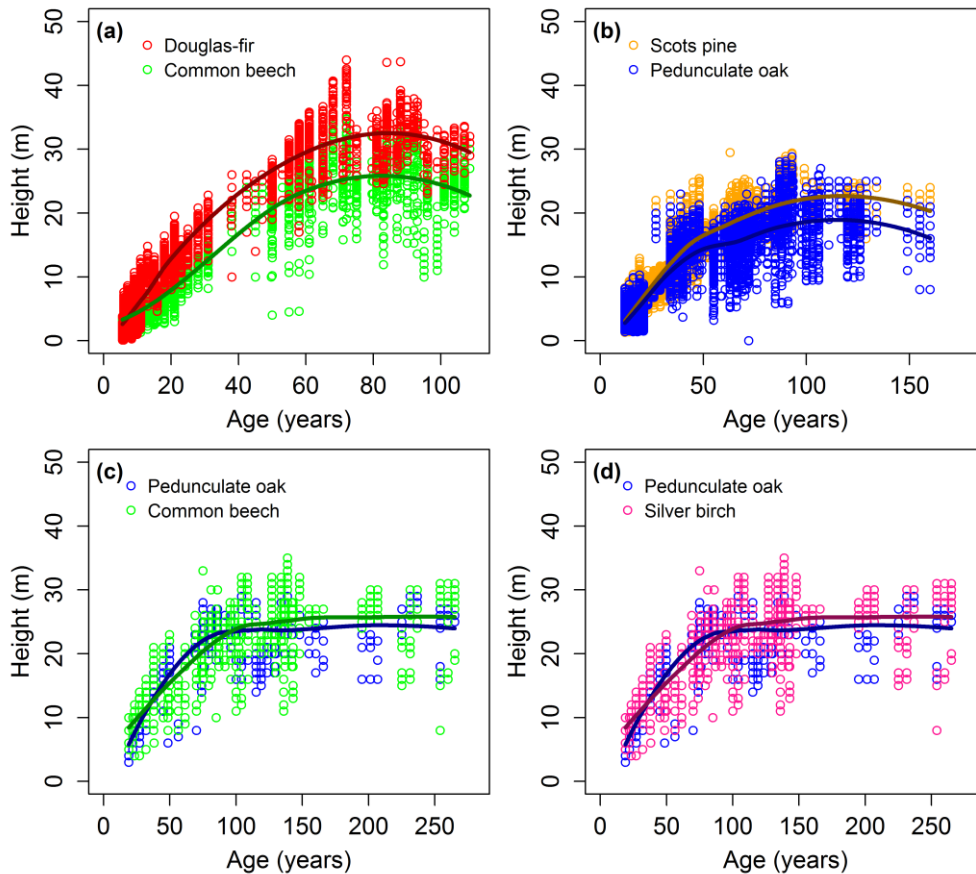 (a)
Douglas-fir
Common beech
Height (m)
0 10 20 30 40 50
0 20 40 60 80 100
Age (years)
(b)
Scots pine
Pedunculate oak
Height (m)
0 10 20 30 40 50
0 50 100 150
Age (years)
(c)
Pedunculate oak
Common beech
Height (m)
0 10 20 30 40 50
0 50 100 150 200 250
Age (years)
(d)
Pedunculate oak
Silver birch
Height (m)
0 10 20 30 40 50
0 50 100 150 200 250
Age (years)